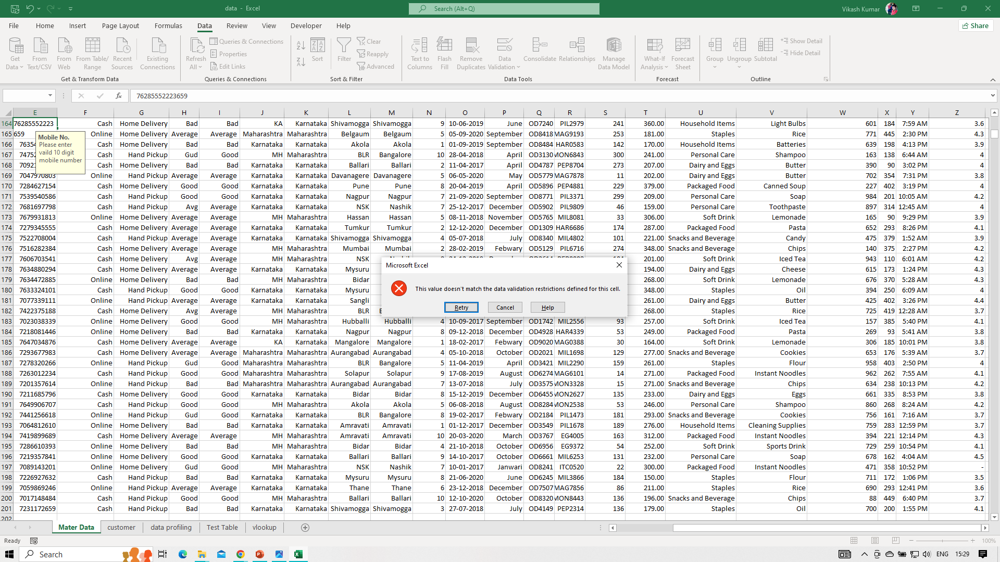 data - Excel
Search (Alt+Q)
Vikash Kumar
File Home Insert Page Layout Formulas Data Review View Developer Help Share
Get Data From Text/CSV From Web From Table/ Range Recent Sources Existing Connections Refresh All Queries & Connections Properties Edit Links Sort Filter Clear Reapply Advanced Text to Columns Flash Fill Remove Duplicates Data Validation Consolidate Relationships Manage Data Model What-If Analysis Forecast Sheet Group Ungroup Subtotal Show Detail Hide Detail
Get & Transform Data Queries & Connections Sort & Filter Data Tools Forecast Outline
fx 76285552223659
E F G H I J K L M N O P Q R S T U V W X Y Z
164 76285552223 Cash Home Delivery Bad Bad KA Karnataka Shivamogga Shivamogga 9 10-06-2019 June OD7240 PIL2979 241 360.00 Household Items Light Bulbs 601 184 7:59 AM 3.6
165 659 Online Home Delivery Average Average Maharashtra Maharashtra Belgaum Belgaum 5 05-09-2020 September OD8418 MAG9193 253 181.00 Staples Rice 771 445 2:30 PM 4.3
Mobile No.
Please enter
vaild 10 digit
mobile number
166 7635 Cash Home Delivery Bad Bad Karnataka Karnataka Akola Akola 1 01-09-2019 September OD8484 HAR0583 142 170.00 Household Items Batteries 639 198 4:13 PM 3.9
167 7475 Cash Hand Pickup Gud Good MH Maharashtra BLR Bangalore 10 28-04-2018 April OD3130 MON6843 300 241.00 Personal Care Shampoo 163 138 6:44 AM 4
168 7092 Cash Home Delivery Bad Bad Karnataka Karnataka Ballari Ballari 2 11-04-2017 April OD4787 PEP8704 273 207.00 Dairy and Eggs Butter 390 90 3:02 PM 4
169 7047970803 Online Hand Pickup Average Average Karnataka Karnataka Davanagere Davanagere 5 06-05-2020 May OD5779 MAG7878 11 202.00 Dairy and Eggs Butter 702 354 7:31 PM 3.8
170 7284627154 Cash Home Delivery Good Good Karnataka Karnataka Pune Pune 8 20-04-2019 April OD5896 PEP4881 229 379.00 Packaged Food Canned Soup 227 402 3:19 PM 4
171 7539540586 Cash Hand Pickup Good Good Karnataka Karnataka Nagpur Nagpur 7 21-09-2020 September OD8771 PIL3371 299 209.00 Personal Care Soap 984 201 10:05 AM 4.2
172 7681697798 Cash Hand Pickup Avg Average Karnataka Karnataka NSK Nashik 7 25-12-2017 December OD5902 PIL9809 46 159.00 Personal Care Toothpaste 897 314 12:45 AM 4
173 7679931813 Online Home Delivery Average Average MH Maharashtra Hassan Hassan 5 08-11-2018 November OD5765 MIL8081 33 306.00 Soft Drink Lemonade 165 90 9:29 PM 3.9
174 7279345555 Cash Home Delivery Average Average Karnataka Karnataka Tumkur Tumkur 2 12-12-2020 December OD1309 HAR6686 174 287.00 Packaged Food Pasta 652 293 8:26 PM 4.1
175 7522708004 Cash Hand Pickup Average Average Karnataka Karnataka Shivamogga Shivamogga 4 05-07-2018 July OD8340 MIL4802 101 221.00 Snacks and Beverage Candy 475 379 1:52 AM 3.9
176 7516282384 Cash Home Delivery Average Average MH Maharashtra Mumbai Mumbai 2 28-02-2019 Febwary OD5129 PIL6716 274 348.00 Snacks and Beverage Chips 140 375 2:27 PM 4.2
177 7606703541 Cash Home Delivery Avg Average MH Maharashtra NSK 201.00 Soft Drink Iced Tea 943 110 6:01 AM 4.2
178 7634880294 Cash Home Delivery Average Average Karnataka Karnataka Mysuru 194.00 Dairy and Eggs Cheese 615 173 1:24 PM 4.3
179 7634472885 Online Home Delivery Bad Bad MH Maharashtra Bidar 268.00 Soft Drink Lemonade 676 370 5:28 AM 4.3
180 7633324101 Cash Hand Pickup Good Good Karnataka Karnataka Mysuru 348.00 Staples Oil 394 250 6:09 AM 4
181 7077339111 Online Hand Pickup Average Average Karnataka Karnataka Sangli 261.00 Dairy and Eggs Butter 425 402 3:26 PM 4.4
182 7422375188 Cash Home Delivery Avg Average MH Maharashtra BLR 268.00 Staples Rice 725 419 12:28 AM 3.7
Microsoft Excel
This value doesn't match the data validation restrictions defined for this cell.
Retry Cancel Help
183 7023038339 Online Home Delivery Good Good MH Maharashtra Hubballi Hubballi 4 10-09-2017 September OD1742 MIL2556 93 257.00 Soft Drink Iced Tea 157 385 5:40 PM 4.1
184 7218081446 Online Home Delivery Bad Bad Karnataka Karnataka Nagpur Nagpur 8 09-12-2018 December OD4928 HAR4339 53 249.00 Packaged Food Pasta 269 93 5:41 AM 3.8
185 7647034876 Cash Home Delivery Average Average KA Karnataka Mangalore Mangalore 1 18-02-2017 Febwary OD9020 MAG0388 30 164.00 Soft Drink Lemonade 306 185 10:01 PM 3.8
186 7293677983 Cash Home Delivery Average Average Maharashtra Maharashtra Aurangabad Aurangabad 4 05-10-2018 October OD2021 MIL1698 129 277.00 Snacks and Beverage Cookies 653 176 5:39 AM 3.7
187 7278320266 Online Hand Pickup Gud Good Maharashtra Maharashtra BLR Bangalore 5 11-04-2019 April OD3421 MIL2290 159 261.00 Staples Flour 958 403 2:50 PM 4
188 7263012234 Cash Hand Pickup Good Good Maharashtra Maharashtra Solapur Solapur 9 17-08-2019 August OD6274 MAG6101 14 271.00 Packaged Food Instant Noodles 962 262 7:55 AM 4.1
189 7201357614 Online Hand Pickup Bad Bad Maharashtra Maharashtra Aurangabad Aurangabad 7 13-07-2018 July OD3575 MON3328 15 271.00 Snacks and Beverage Chips 634 238 10:13 PM 4.2
190 7211685796 Cash Home Delivery Good Good Karnataka Karnataka Bidar Bidar 8 15-12-2019 December OD6455 MON2627 135 233.00 Dairy and Eggs Eggs 661 335 8:53 PM 3.8
191 7649906707 Cash Hand Pickup Good Good MH Maharashtra Akola Akola 5 06-08-2018 August OD8284 MON2538 53 246.00 Personal Care Shampoo 860 268 8:24 AM 4.2
192 7441256618 Online Hand Pickup Gud Good Karnataka Karnataka BLR Bangalore 8 19-02-2017 Febwary OD2184 PIL1473 181 293.00 Snacks and Beverage Cookies 756 161 7:16 AM 3.7
193 7064812610 Online Home Delivery Bad Bad Karnataka Karnataka Amravati Amravati 1 01-12-2017 December OD3549 PIL1678 189 276.00 Household Items Cleaning Supplies 759 283 12:59 PM 3.7
194 7419899689 Cash Home Delivery Average Average MH Maharashtra Amravati Amravati 10 20-03-2020 March OD3767 EG4005 163 312.00 Packaged Food Instant Noodles 394 221 12:14 PM 4.3
195 7286610393 Online Home Delivery Bad Bad MH Maharashtra Bidar Bidar 4 21-10-2018 October OD6956 EG9372 54 252.00 Soft Drink Sports Drink 729 259 10:54 PM 4.1
196 7219357841 Online Home Delivery Good Good Karnataka Karnataka Ballari Ballari 9 14-10-2017 October OD6661 MIL6253 131 232.00 Personal Care Soap 678 162 4:04 AM 4.5
197 7089143201 Online Home Delivery Gud Good MH Maharashtra NSK Nashik 7 10-01-2017 Janwari OD8241 ITC0520 22 300.00 Packaged Food Instant Noodles 471 358 10:52 PM -
198 7226927632 Cash Hand Pickup Bad Bad Karnataka Karnataka Mysuru Mysuru 8 21-06-2020 June OD6245 MIL3866 184 150.00 Staples Flour 711 172 1:06 PM 3.5
199 7059869246 Online Hand Pickup Average Average Karnataka Karnataka Thane Thane 6 23-12-2018 December OD7507 MAG7856 86 211.00 Staples Rice 690 293 12:41 PM 3.6
200 7017148484 Cash Hand Pickup Good Good MH Maharashtra Ballari Ballari 10 12-10-2020 October OD8320 MON8443 136 196.00 Snacks and Beverage Chips 88 449 6:40 PM 3.7
201 7231172659 Cash Hand Pickup Bad Bad Karnataka Karnataka Shivamogga Shivamogga 3 27-07-2018 July OD4149 PEP2314 136 179.00 Staples Oil 700 200 1:55 PM 4.1
202
Mater Data customer data profiling Test Table vlookup
Ready 100%
Search ENG 15:29